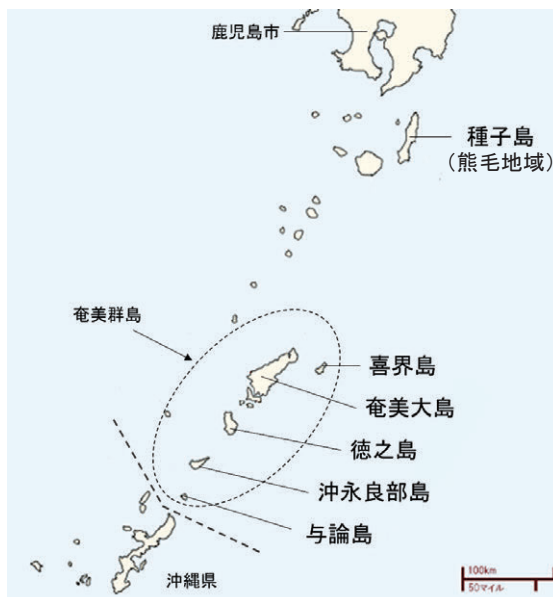 鹿児島市
種子島
(熊毛地域)
奄美群島
喜界島
奄美大島
徳之島
沖永良部島
与論島
沖縄県
100km
50マイル